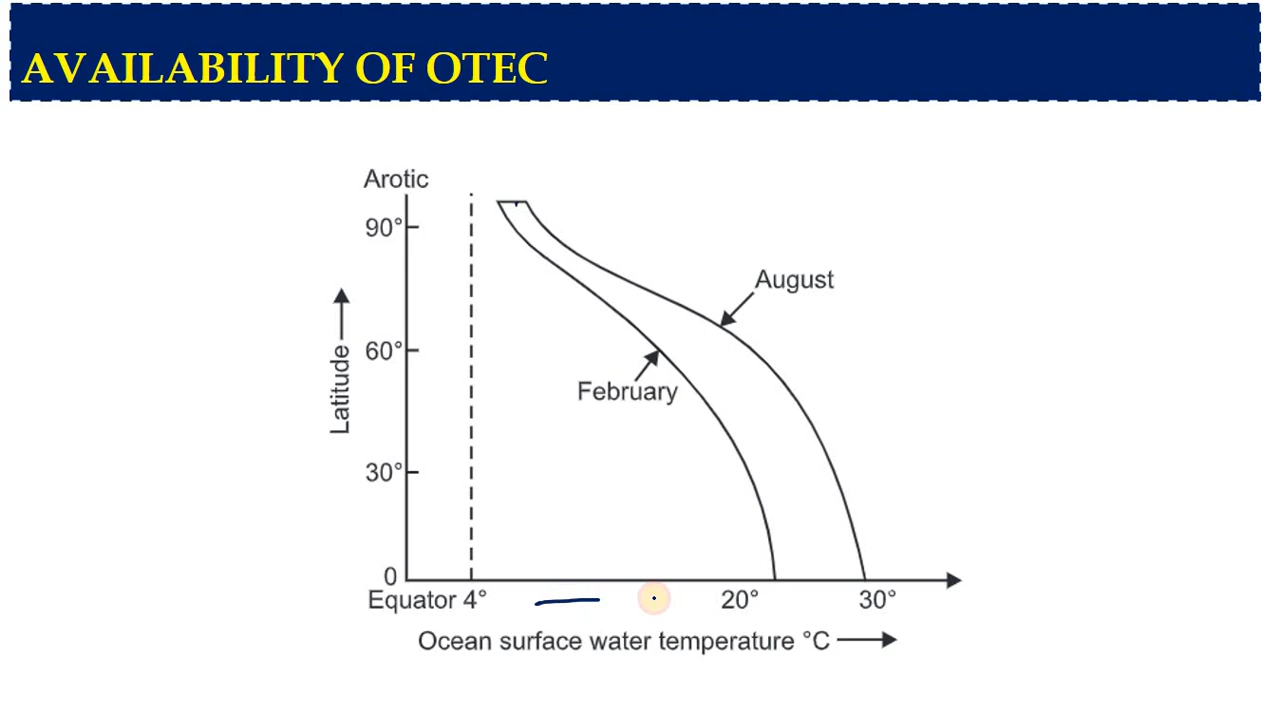 AVAILABILITY OF OTEC
Arotic
90°
August
60°
February
Latitude
30°
0
Equator 4° 20° 30°
Ocean surface water temperature °C